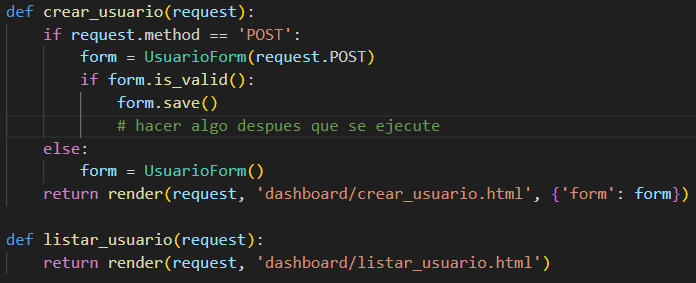 def crear_usuario(request):
    if request.method == 'POST':
        form = UsuarioForm(request.POST)
        if form.is_valid():
            form.save()
            # hacer algo despues que se ejecute
    else:
        form = UsuarioForm()
    return render(request, 'dashboard/crear_usuario.html', {'form': form})

def listar_usuario(request):
    return render(request, 'dashboard/listar_usuario.html')